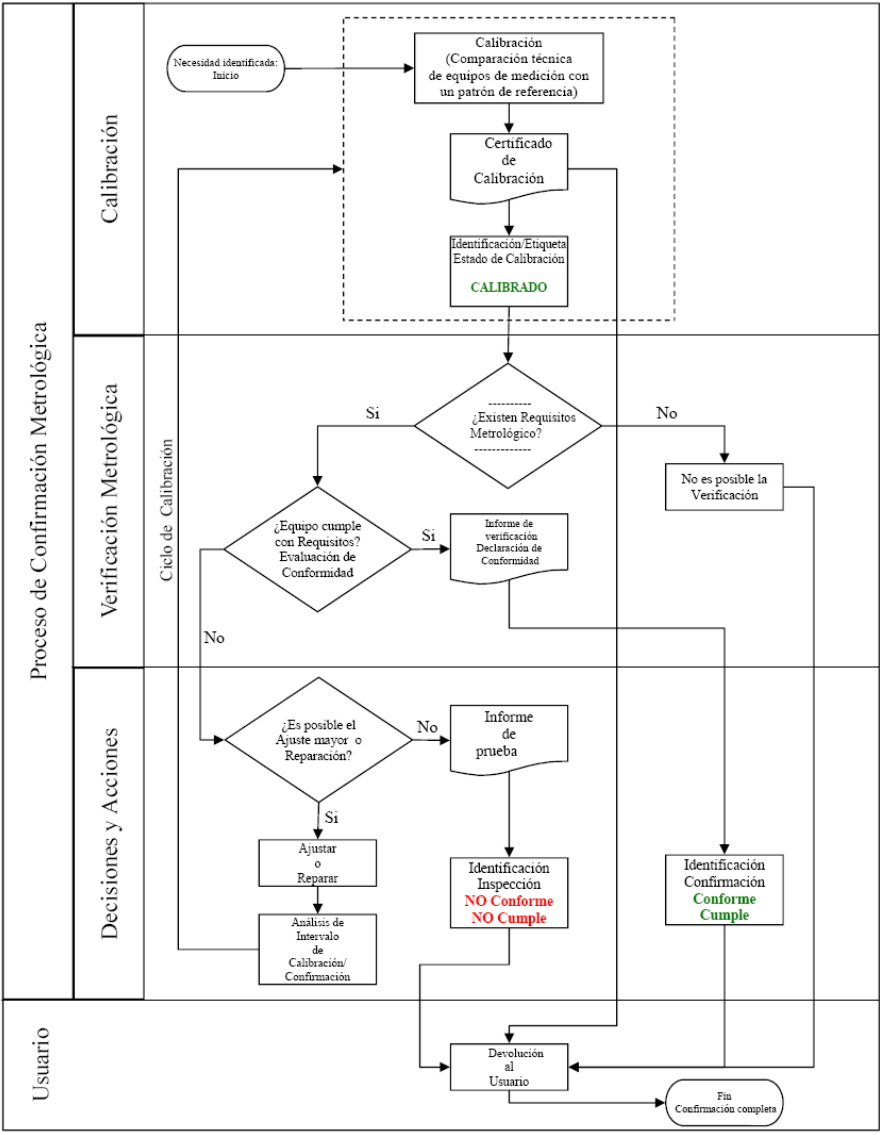 Proceso de Confirmación Metrológica
Calibración
Necesidad identificada:
Inicio
Calibración
(Comparación técnica
de equipos de medición con
un patrón de referencia)
Certificado
de
Calibración
Identificación/Etiqueta
Estado de Calibración
CALIBRADO
Verificación Metrológica
Ciclo de Calibración
----------
¿Existen Requisitos
Metrológico?
-------------
Si
No
No es posible la
Verificación
¿Equipo cumple
con Requisitos?
Evaluación de
Conformidad
Si
Informe de
verificación
Declaración de
Conformidad
No
Decisiones y Acciones
¿Es posible el
Ajuste mayor o
Reparación?
No
Informe
de
prueba
Si
Ajustar
o
Reparar
Análisis de
Intervalo
de
Calibración/
Confirmación
Identificación
Inspección
NO Conforme
NO Cumple
Identificación
Confirmación
Conforme
Cumple
Usuario
Devolución
al
Usuario
Fin
Confirmación completa